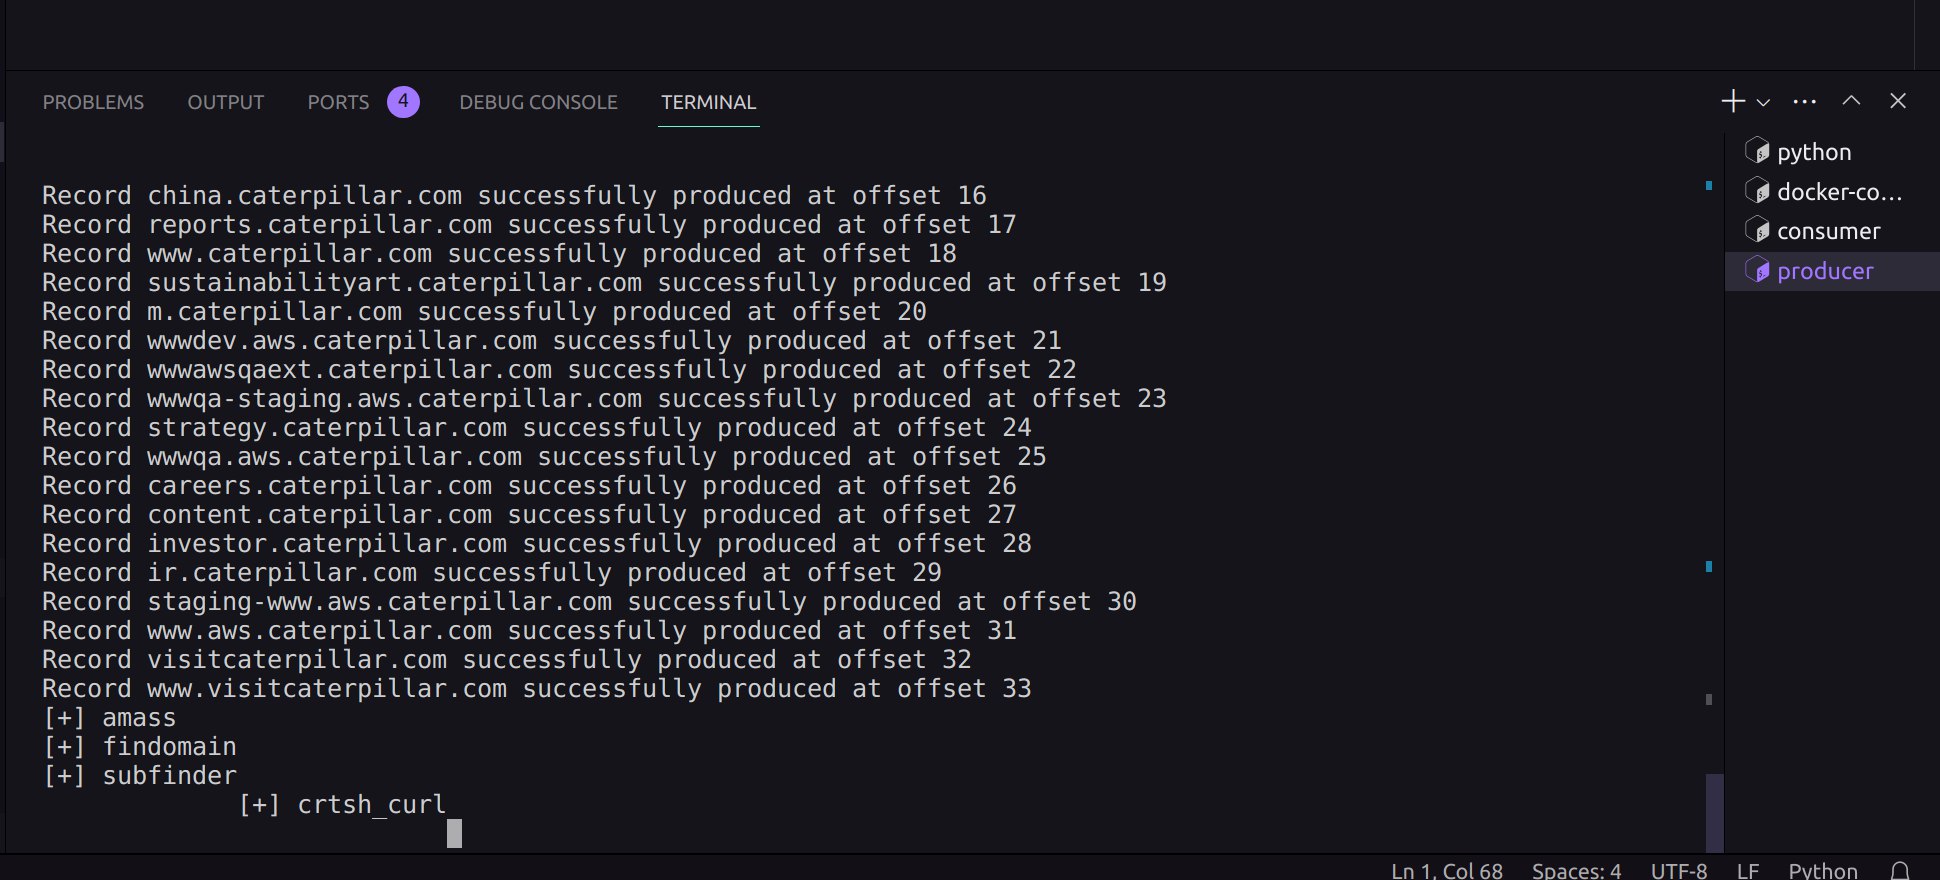 PROBLEMS OUTPUT PORTS 4 DEBUG CONSOLE TERMINAL
python
docker-co...
consumer
producer
Record china.caterpillar.com successfully produced at offset 16
Record reports.caterpillar.com successfully produced at offset 17
Record www.caterpillar.com successfully produced at offset 18
Record sustainabilityart.caterpillar.com successfully produced at offset 19
Record m.caterpillar.com successfully produced at offset 20
Record wwwdev.aws.caterpillar.com successfully produced at offset 21
Record wwwawsqaext.caterpillar.com successfully produced at offset 22
Record wwwqa-staging.aws.caterpillar.com successfully produced at offset 23
Record strategy.caterpillar.com successfully produced at offset 24
Record wwwqa.aws.caterpillar.com successfully produced at offset 25
Record careers.caterpillar.com successfully produced at offset 26
Record content.caterpillar.com successfully produced at offset 27
Record investor.caterpillar.com successfully produced at offset 28
Record ir.caterpillar.com successfully produced at offset 29
Record staging-www.aws.caterpillar.com successfully produced at offset 30
Record www.aws.caterpillar.com successfully produced at offset 31
Record visitcaterpillar.com successfully produced at offset 32
Record www.visitcaterpillar.com successfully produced at offset 33
[+] amass
[+] findomain
[+] subfinder
[+] crtsh_curl
Ln 1, Col 68 Spaces: 4 UTF-8 LF Python